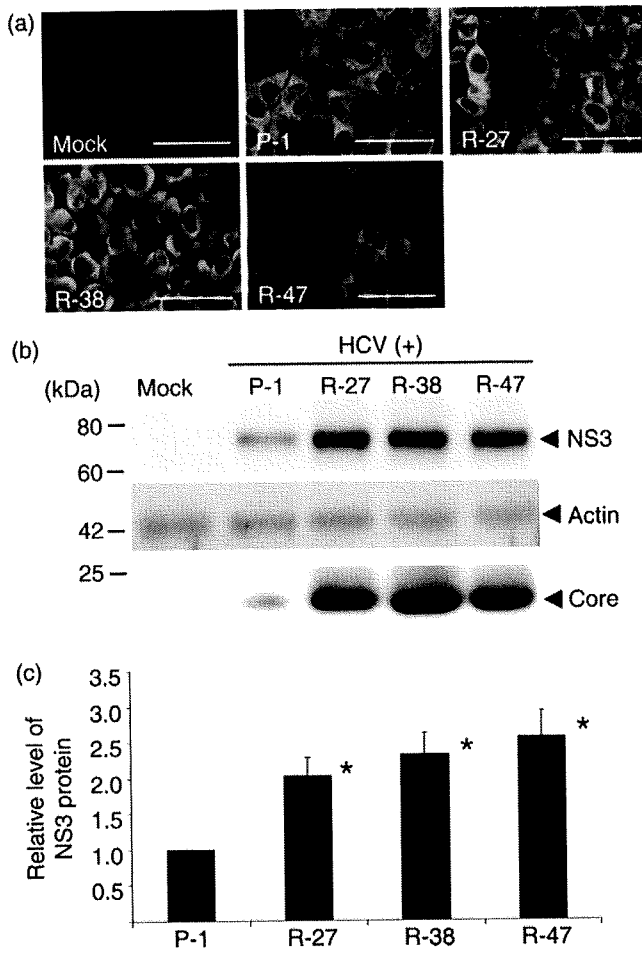 (a)
Mock
P-1
R-27
R-38
R-47
(b)
HCV (+)
(kDa) Mock P-1 R-27 R-38 R-47
80
NS3
60
Actin
42
25
Core
(c)
Relative level of
NS3 protein
3.5
3.0
2.5
2.0
1.5
1.0
0.5
* * *
P-1 R-27 R-38 R-47